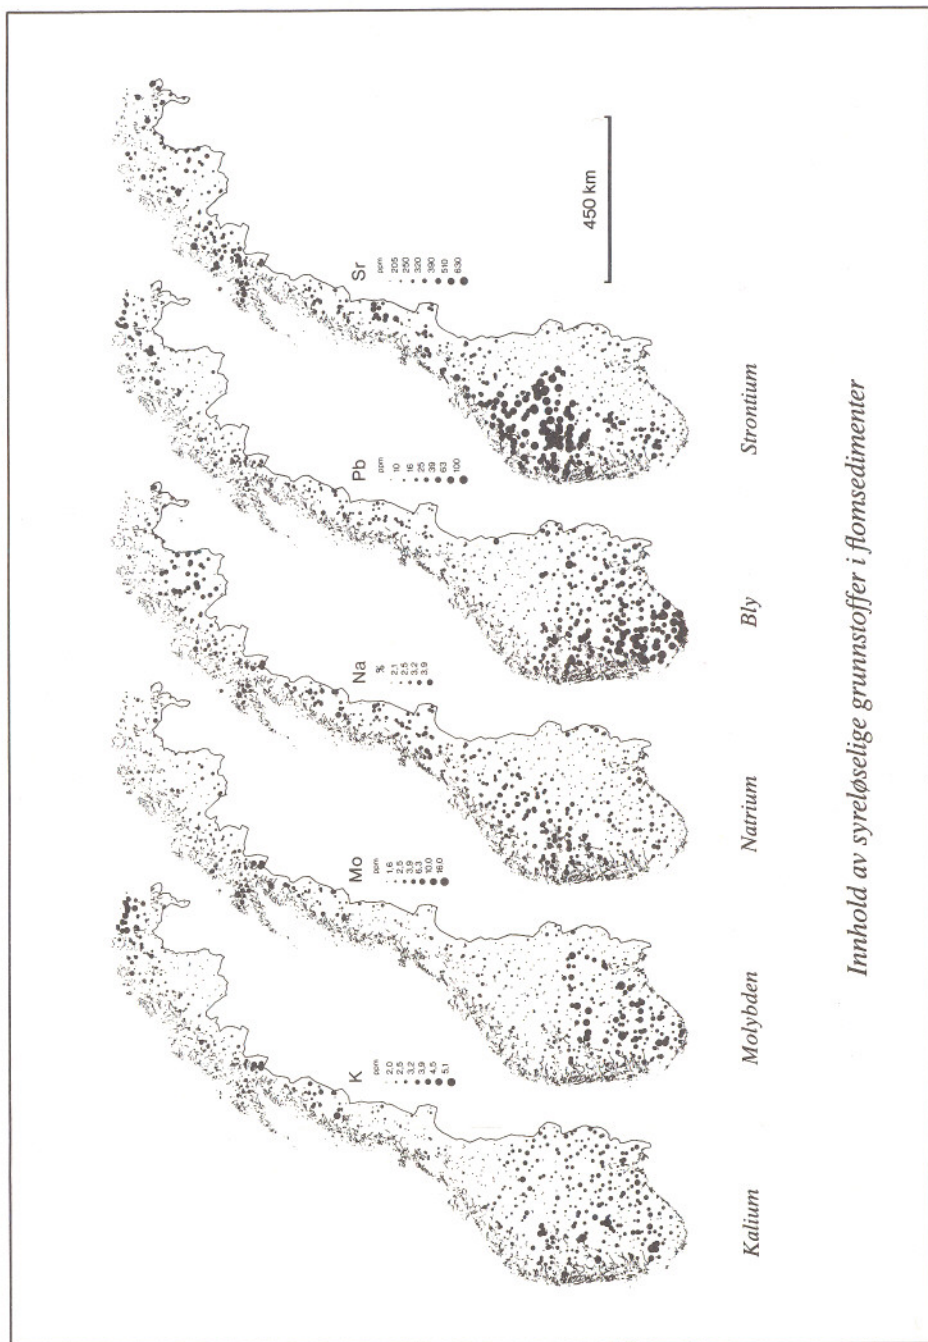 K
ppm
2.0
2.5
3.2
3.9
4.5
5.1
Mo
ppm
1.6
2.5
3.9
6.3
10.0
16.0
Na
%
2.1
2.5
3.2
3.9
Pb
ppm
10
16
25
39
63
100
Sr
ppm
205
250
320
390
510
630
450 km
Kalium
Molybden
Natrium
Bly
Strontium
Innhold av syreløselige grunnstoffer i flomsedimenter